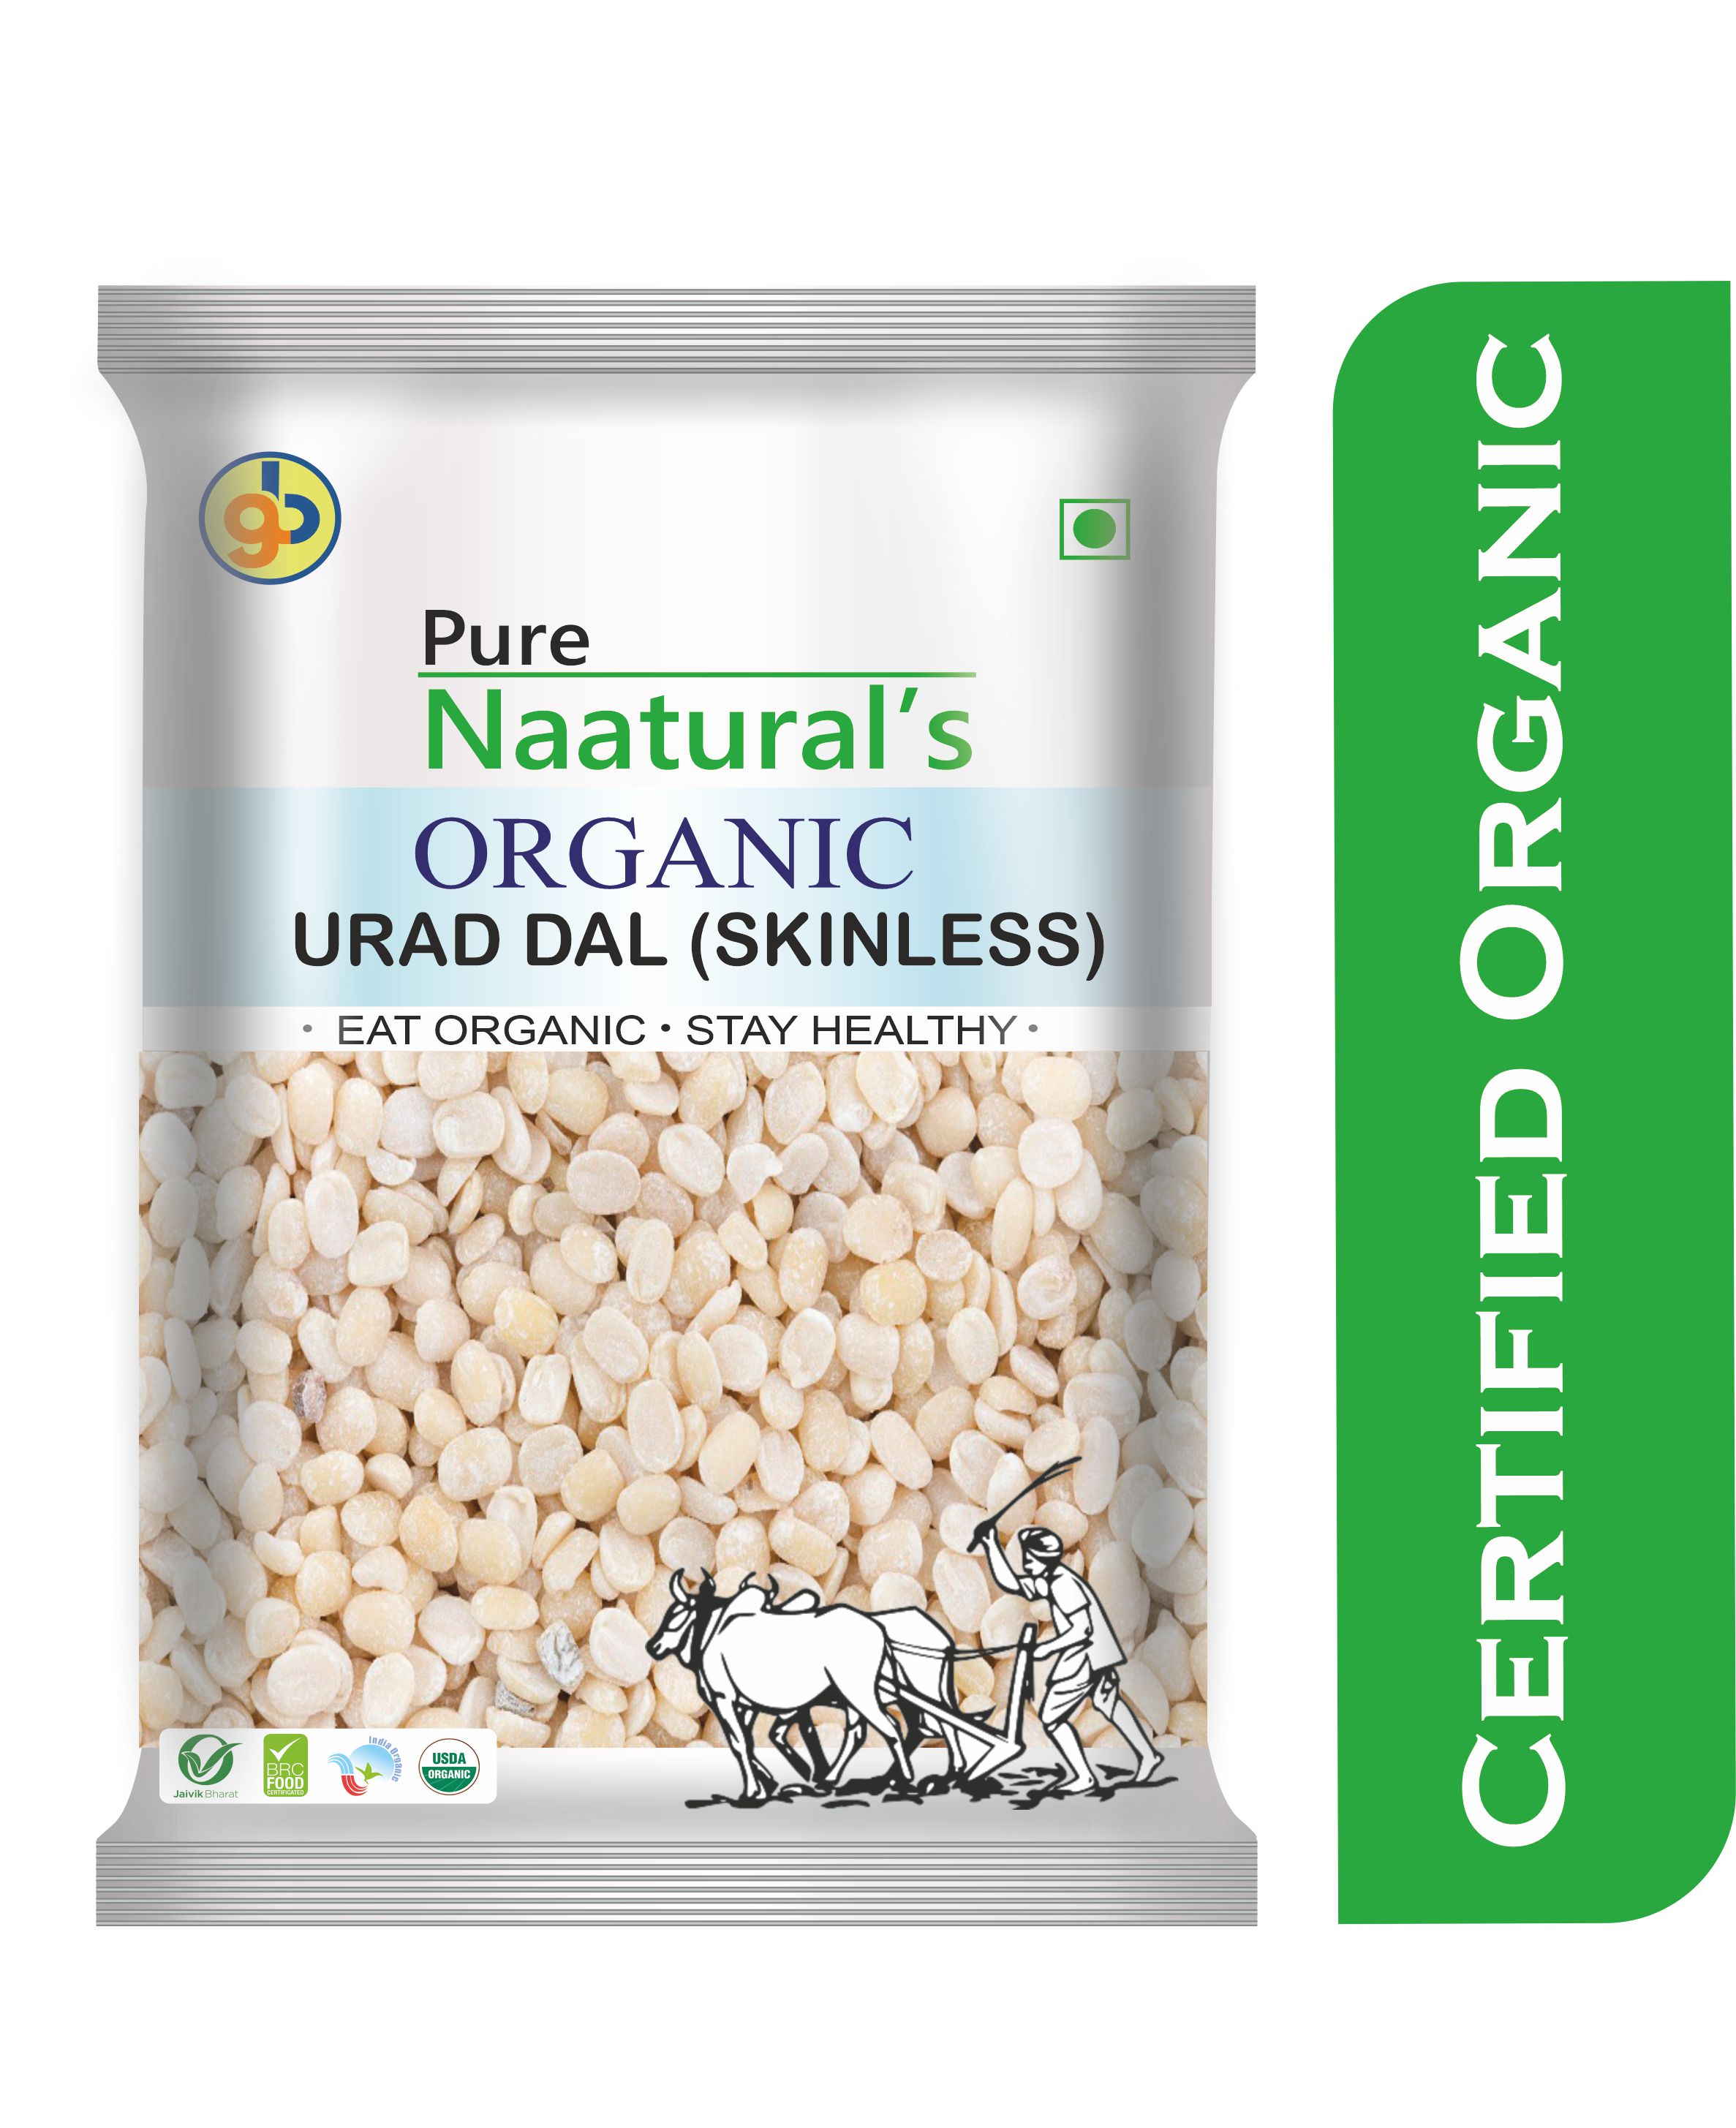 gb
Pure
Naatural's
ORGANIC
URAD DAL (SKINLESS)
• EAT ORGANIC • STAY HEALTHY •
Jaivik Bharat
BRC
FOOD
CERTIFICATED
India Organic
USDA
ORGANIC
CERTIFIED ORGANIC